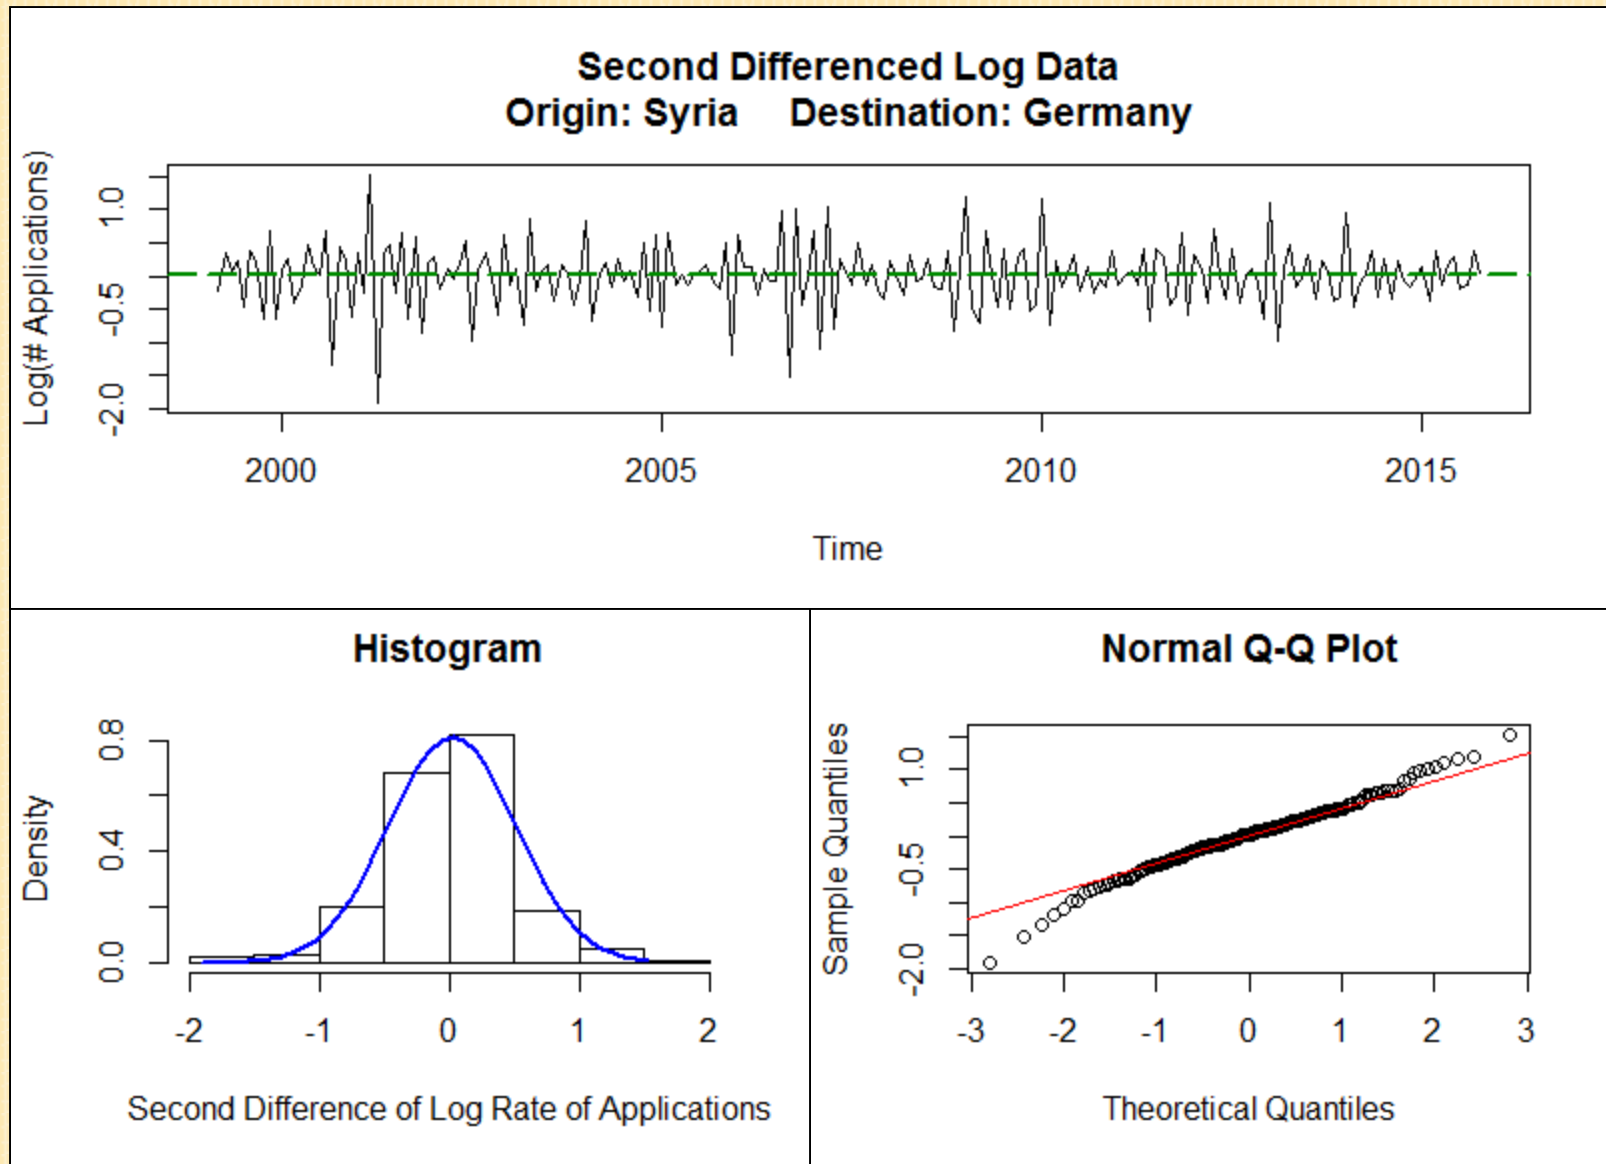 Second Differenced Log Data
Origin: Syria Destination: Germany
Log(# Applications)
1.0
-0.5
-2.0
2000 2005 2010 2015
Time
Histogram
Density
0.8
0.4
0.0
-2 -1 0 1 2
Second Difference of Log Rate of Applications
Normal Q-Q Plot
Sample Quantiles
1.0
-0.5
-2.0
-3 -2 -1 0 1 2 3
Theoretical Quantiles